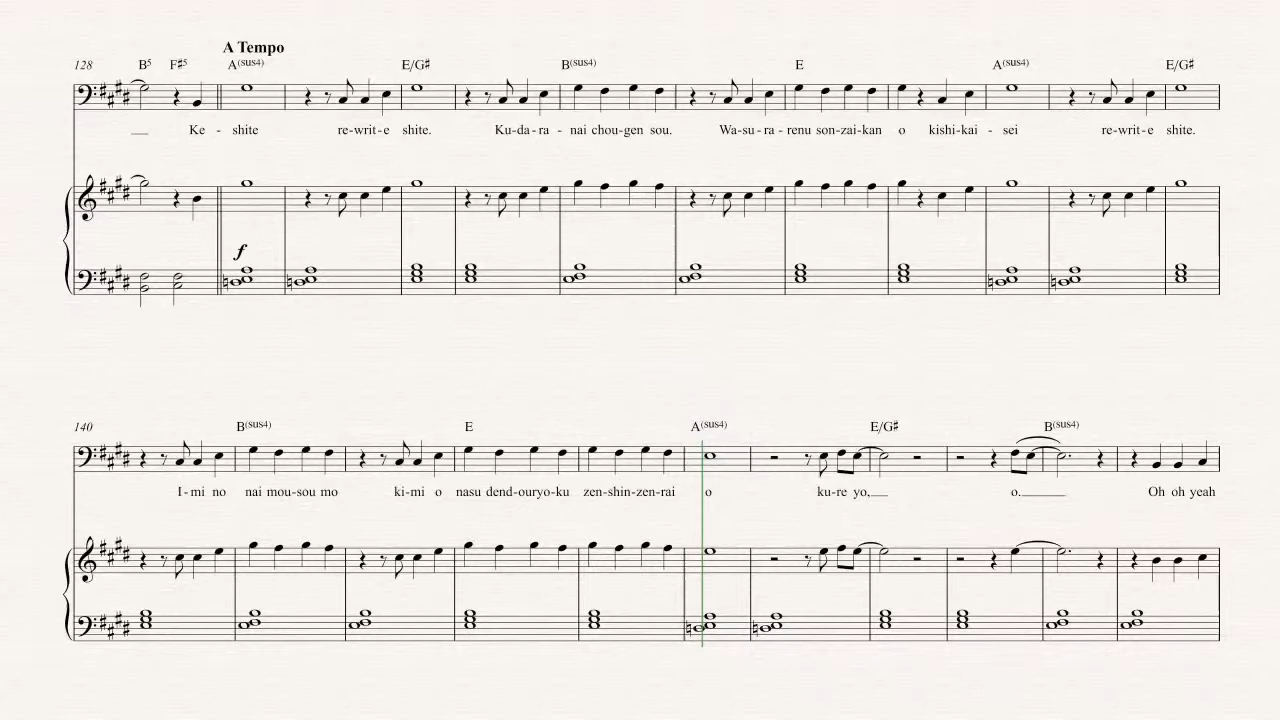 A Tempo
128 B5 F♯5 A(sus4) E/G♯ B(sus4) E A(sus4) E/G♯
Ke - shite re-writ-e shite. Ku-da-ra - nai chou-gen sou. Wa-su-ra - renu son-zai-kan o kishi-kai - sei re-writ-e shite.
f
140 B(sus4) E A(sus4) E/G♯ B(sus4)
I-mi no nai mou-sou mo ki-mi o nasu dend-ouryo-ku zen-shin-zen-rai o ku-re yo, o. Oh oh yeah